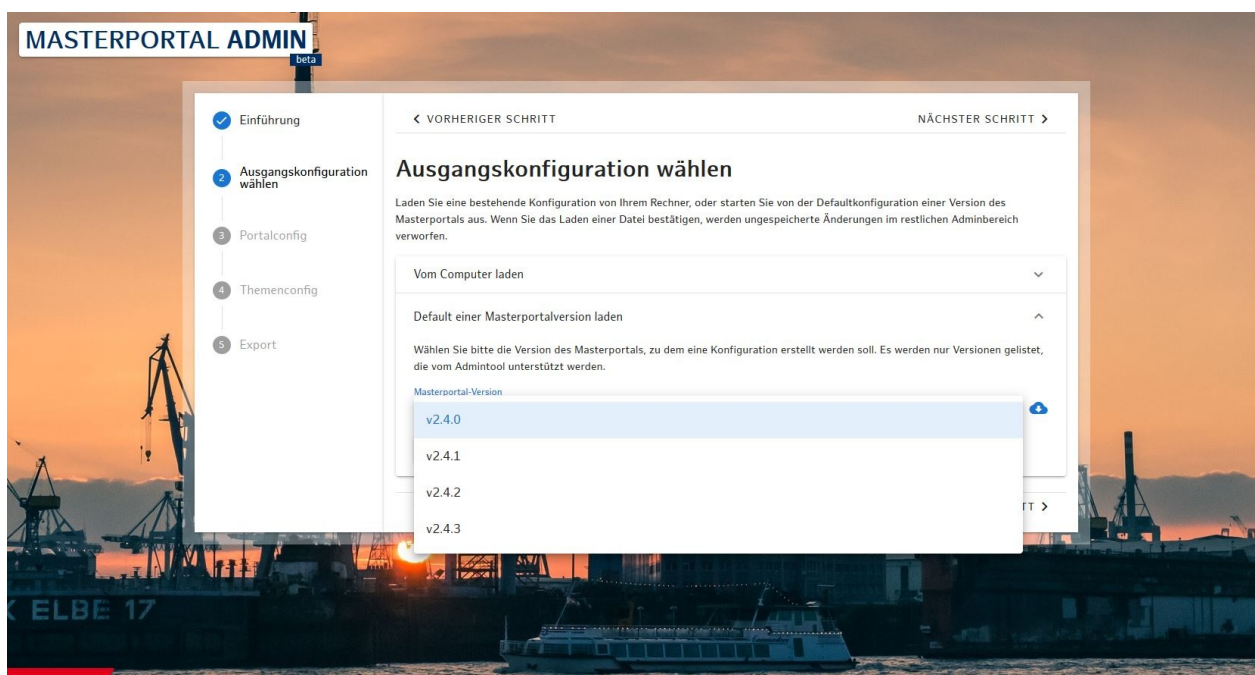 MASTERPORTAL ADMIN
beta
Einführung
2
Ausgangskonfiguration
wählen
3
Portalconfig
4
Themenconfig
5
Export
VORHERIGER SCHRITT
NÄCHSTER SCHRITT
Ausgangskonfiguration wählen
Laden Sie eine bestehende Konfiguration von Ihrem Rechner, oder starten Sie von der Defaultkonfiguration einer Version des
Masterportals aus. Wenn Sie das Laden einer Datei bestätigen, werden ungespeicherte Änderungen im restlichen Adminbereich
verworfen.
Vom Computer laden
Default einer Masterportalversion laden
Wählen Sie bitte die Version des Masterportals, zu dem eine Konfiguration erstellt werden soll. Es werden nur Versionen gelistet,
die vom Admintool unterstützt werden.
Masterportal-Version
v2.4.0
v2.4.1
v2.4.2
v2.4.3
TT
ELBE 17